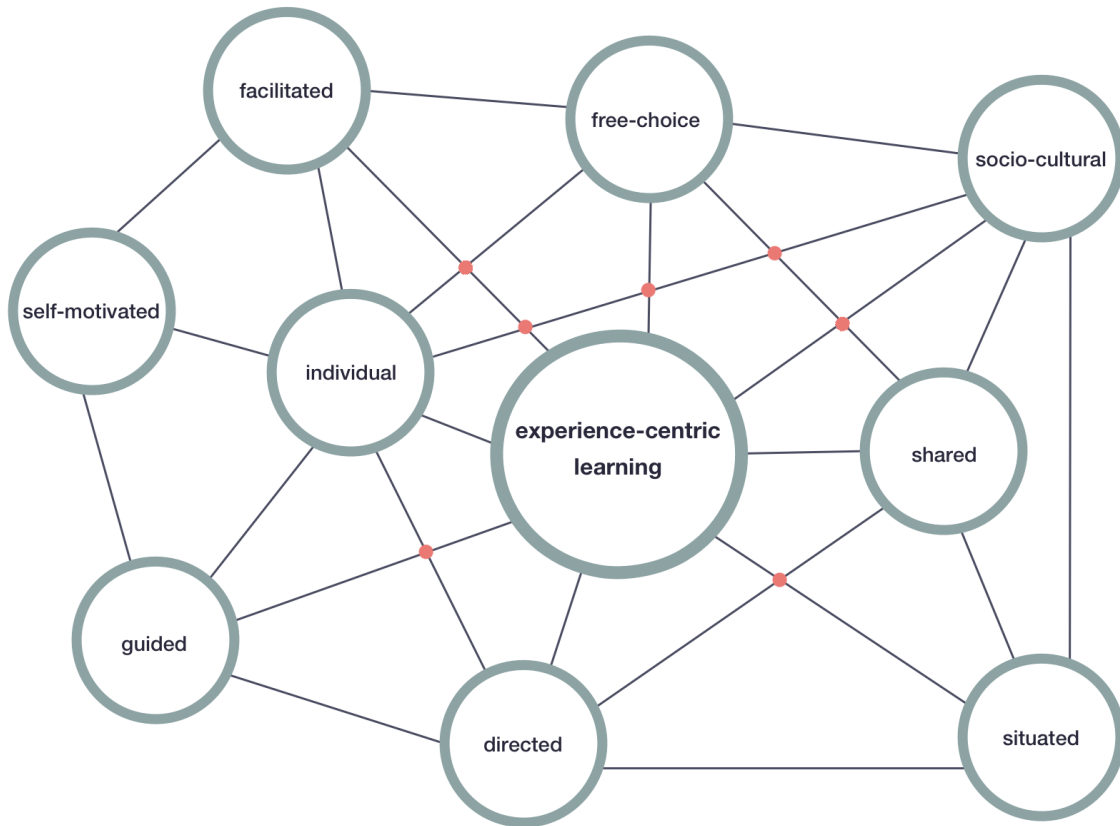 facilitated
free-choice
socio-cultural
self-motivated
individual
experience-centric
learning
shared
guided
directed
situated